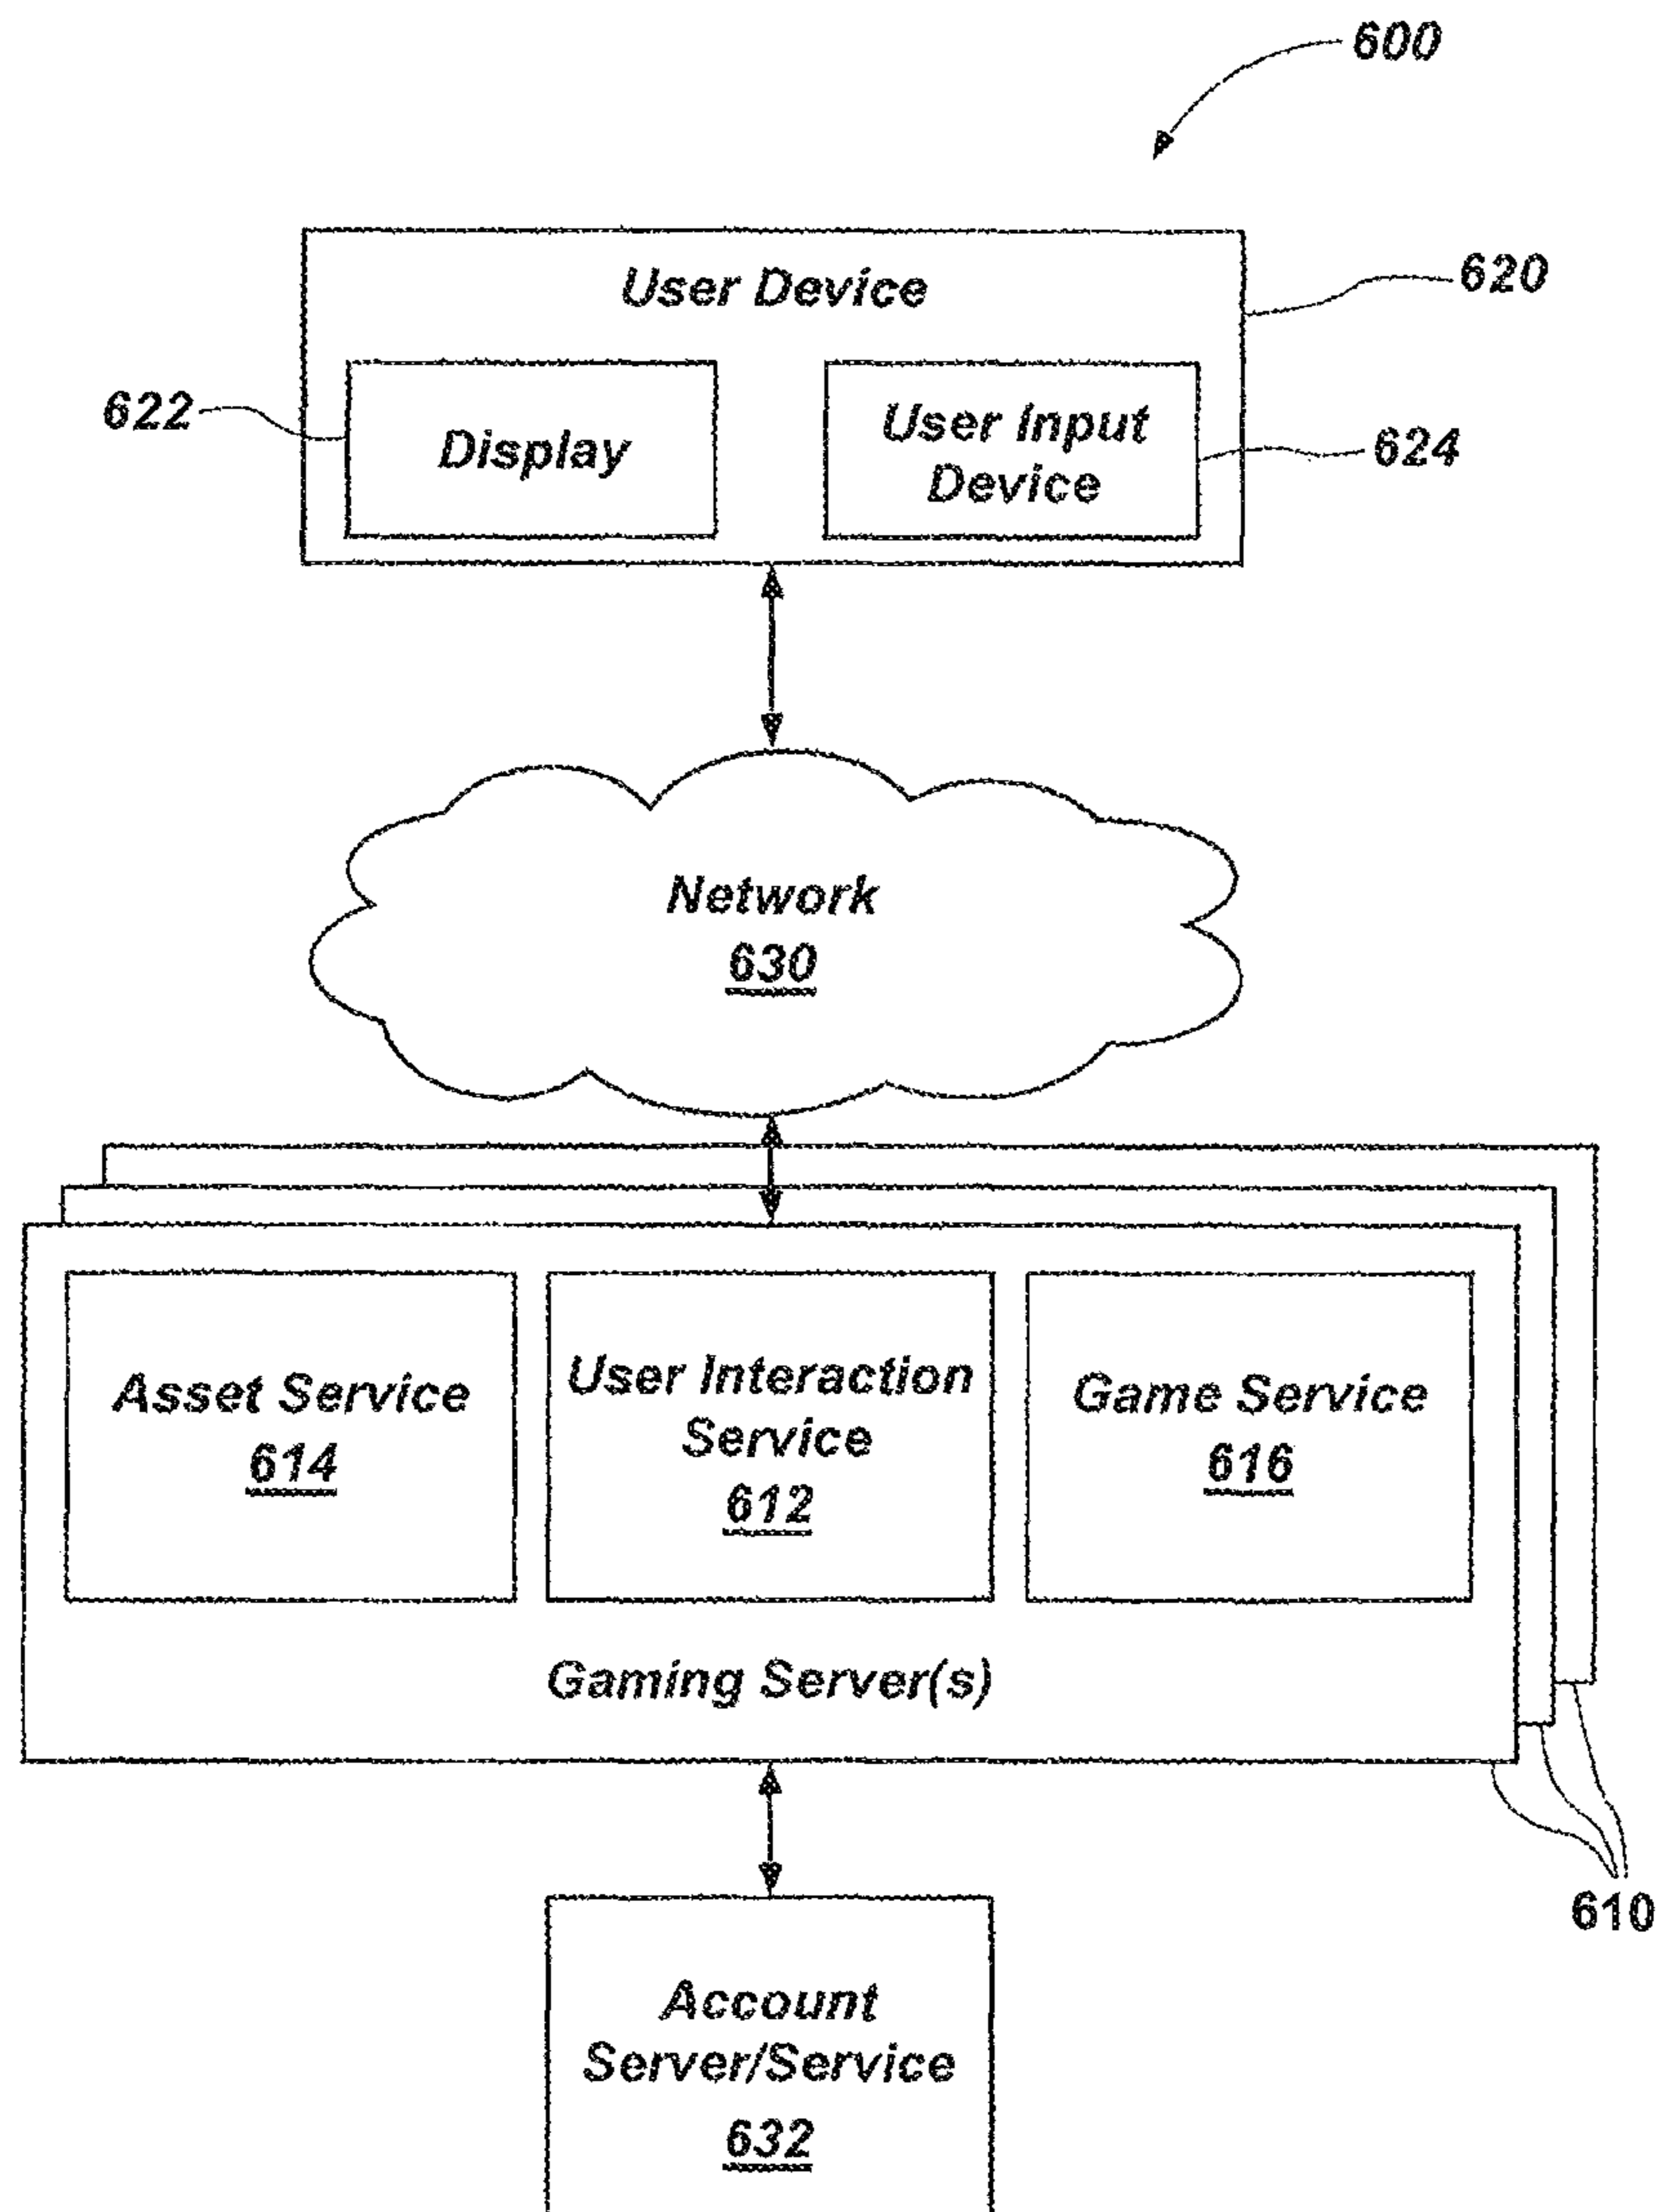 600
User Device
620
622
Display
User Input
Device
624
Network
630
Asset Service
614
User Interaction
Service
612
Game Service
616
Gaming Server(s)
610
Account
Server/Service
632